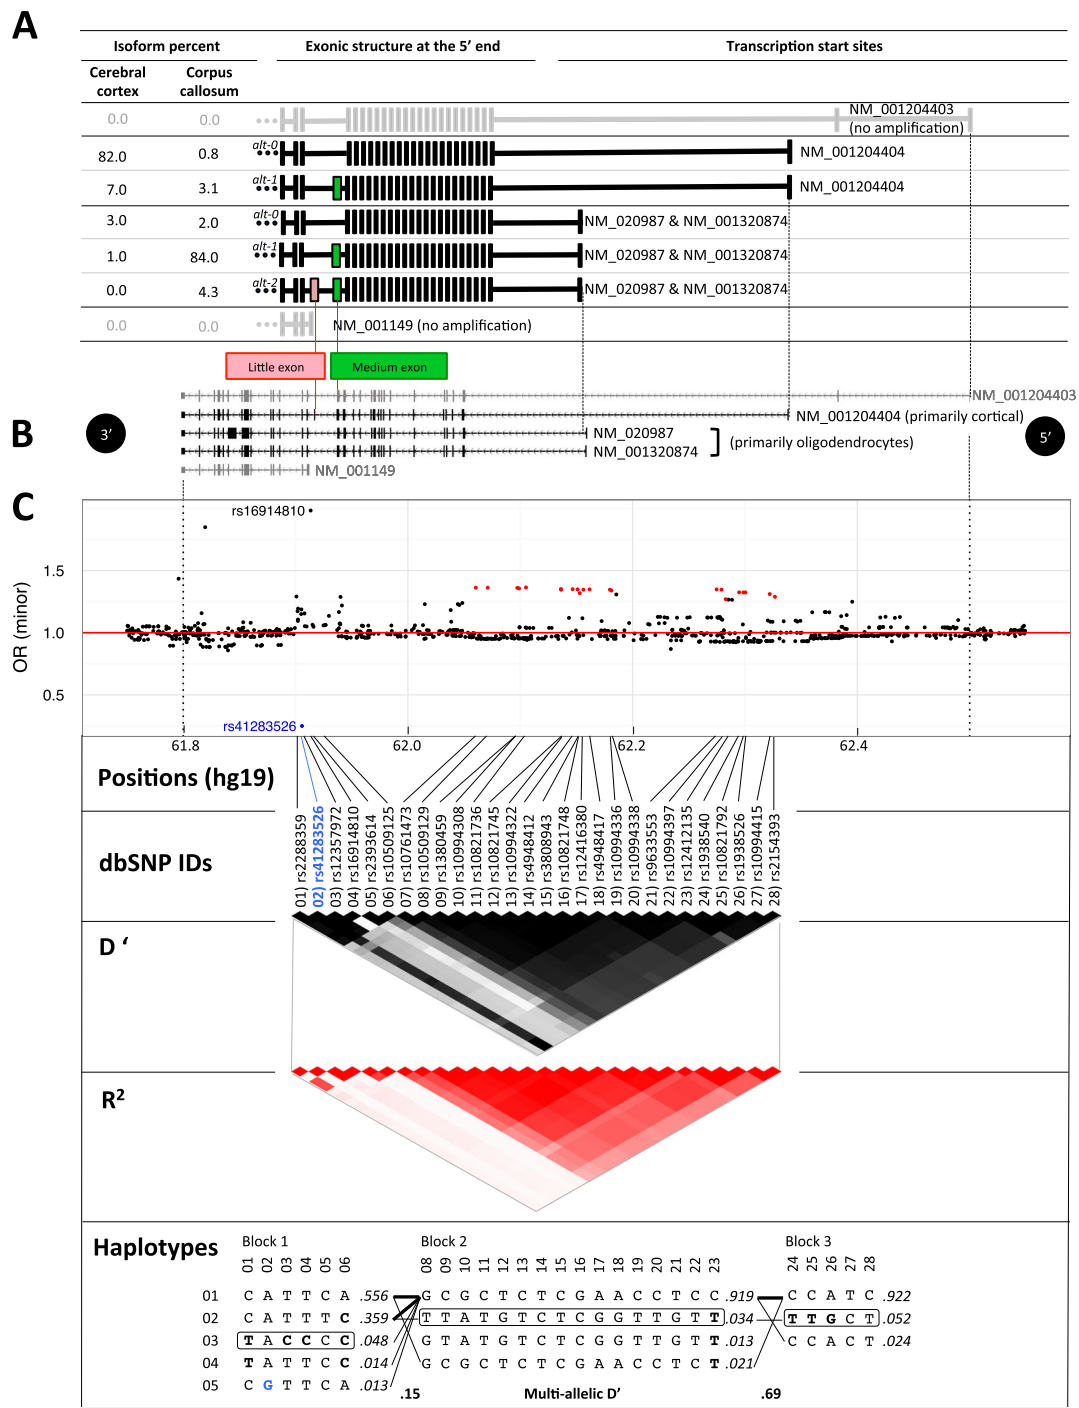 A
Isoform percent
Exonic structure at the 5′ end
Transcription start sites
Cerebral cortex
Corpus callosum
0.0 0.0 NM_001204403 (no amplification)
82.0 0.8 alt-0 NM_001204404
7.0 3.1 alt-1 NM_001204404
3.0 2.0 alt-0 NM_020987 & NM_001320874
1.0 84.0 alt-1 NM_020987 & NM_001320874
0.0 4.3 alt-2 NM_020987 & NM_001320874
0.0 0.0 NM_001149 (no amplification)
Little exon
Medium exon
B
3′
5′
NM_001204403
NM_001204404 (primarily cortical)
NM_020987
NM_001320874
(primarily oligodendrocytes)
NM_001149
C
OR (minor)
1.5
1.0
0.5
rs16914810
rs41283526
61.8 62.0 62.2 62.4
Positions (hg19)
dbSNP IDs
01) rs2288359
02) rs41283526
03) rs12357972
04) rs16914810
05) rs2393614
06) rs10509125
07) rs10761473
08) rs10509129
09) rs1380459
10) rs10994308
11) rs10821736
12) rs10821745
13) rs10994322
14) rs4948412
15) rs3808943
16) rs10821748
17) rs12416380
18) rs4948417
19) rs10994336
20) rs10994338
21) rs9633553
22) rs10994397
23) rs12412135
24) rs1938540
25) rs10821792
26) rs1938526
27) rs10994415
28) rs2154393
D ‘
R2
Haplotypes
Block 1
Block 2
Block 3
01 02 03 04 05 06
08 09 10 11 12 13 14 15 16 17 18 19 20 21 22 23
24 25 26 27 28
01 C A T T C A .556 G C G C T C T C G A A C C T C C .919 C C A T C .922
02 C A T T T C .359 T T A T G T C T C G G T T G T T .034 T T G C T .052
03 T A C C C C .048 G T A T G T C T C G G T T G T T .013 C C A C T .024
04 T A T T C C .014 G C G C T C T C G A A C C T C T .021
05 C G T T C A .013
.15 Multi-allelic D’ .69